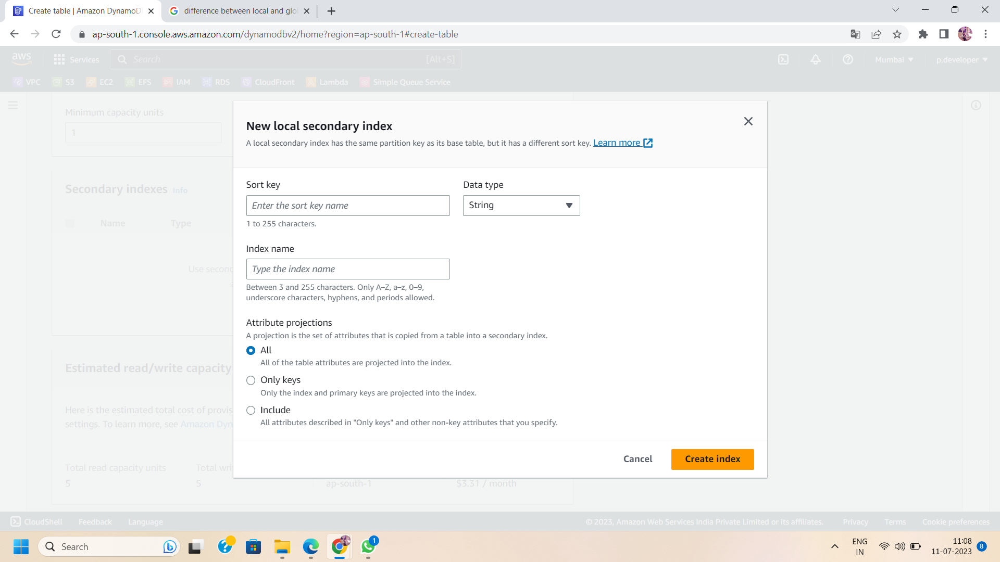 Create table | Amazon DynamoD
difference between local and glo
ap-south-1.console.aws.amazon.com/dynamodbv2/home?region=ap-south-1#create-table
aws
Services
Search
[Alt+S]
Mumbai
p.developer
VPC
S3
EC2
EFS
IAM
RDS
CloudFront
Lambda
Simple Queue Service
Minimum capacity units
1
Secondary indexes Info
Name
Type
Use second
a
Estimated read/write capacity
Here is the estimated total cost of provis
settings. To learn more, see Amazon Dyn
Total read capacity units
5
Total wri
5
ap-south-1
$3.31 / month
New local secondary index
A local secondary index has the same partition key as its base table, but it has a different sort key. Learn more
Sort key
Enter the sort key name
1 to 255 characters.
Data type
String
Index name
Type the index name
Between 3 and 255 characters. Only A–Z, a–z, 0–9,
underscore characters, hyphens, and periods allowed.
Attribute projections
A projection is the set of attributes that is copied from a table into a secondary index.
All
All of the table attributes are projected into the index.
Only keys
Only the index and primary keys are projected into the index.
Include
All attributes described in "Only keys" and other non-key attributes that you specify.
Cancel
Create index
CloudShell
Feedback
Language
© 2023, Amazon Web Services India Private Limited or its affiliates.
Privacy
Terms
Cookie preferences
Search
1
ENG
IN
11:08
11-07-2023
8